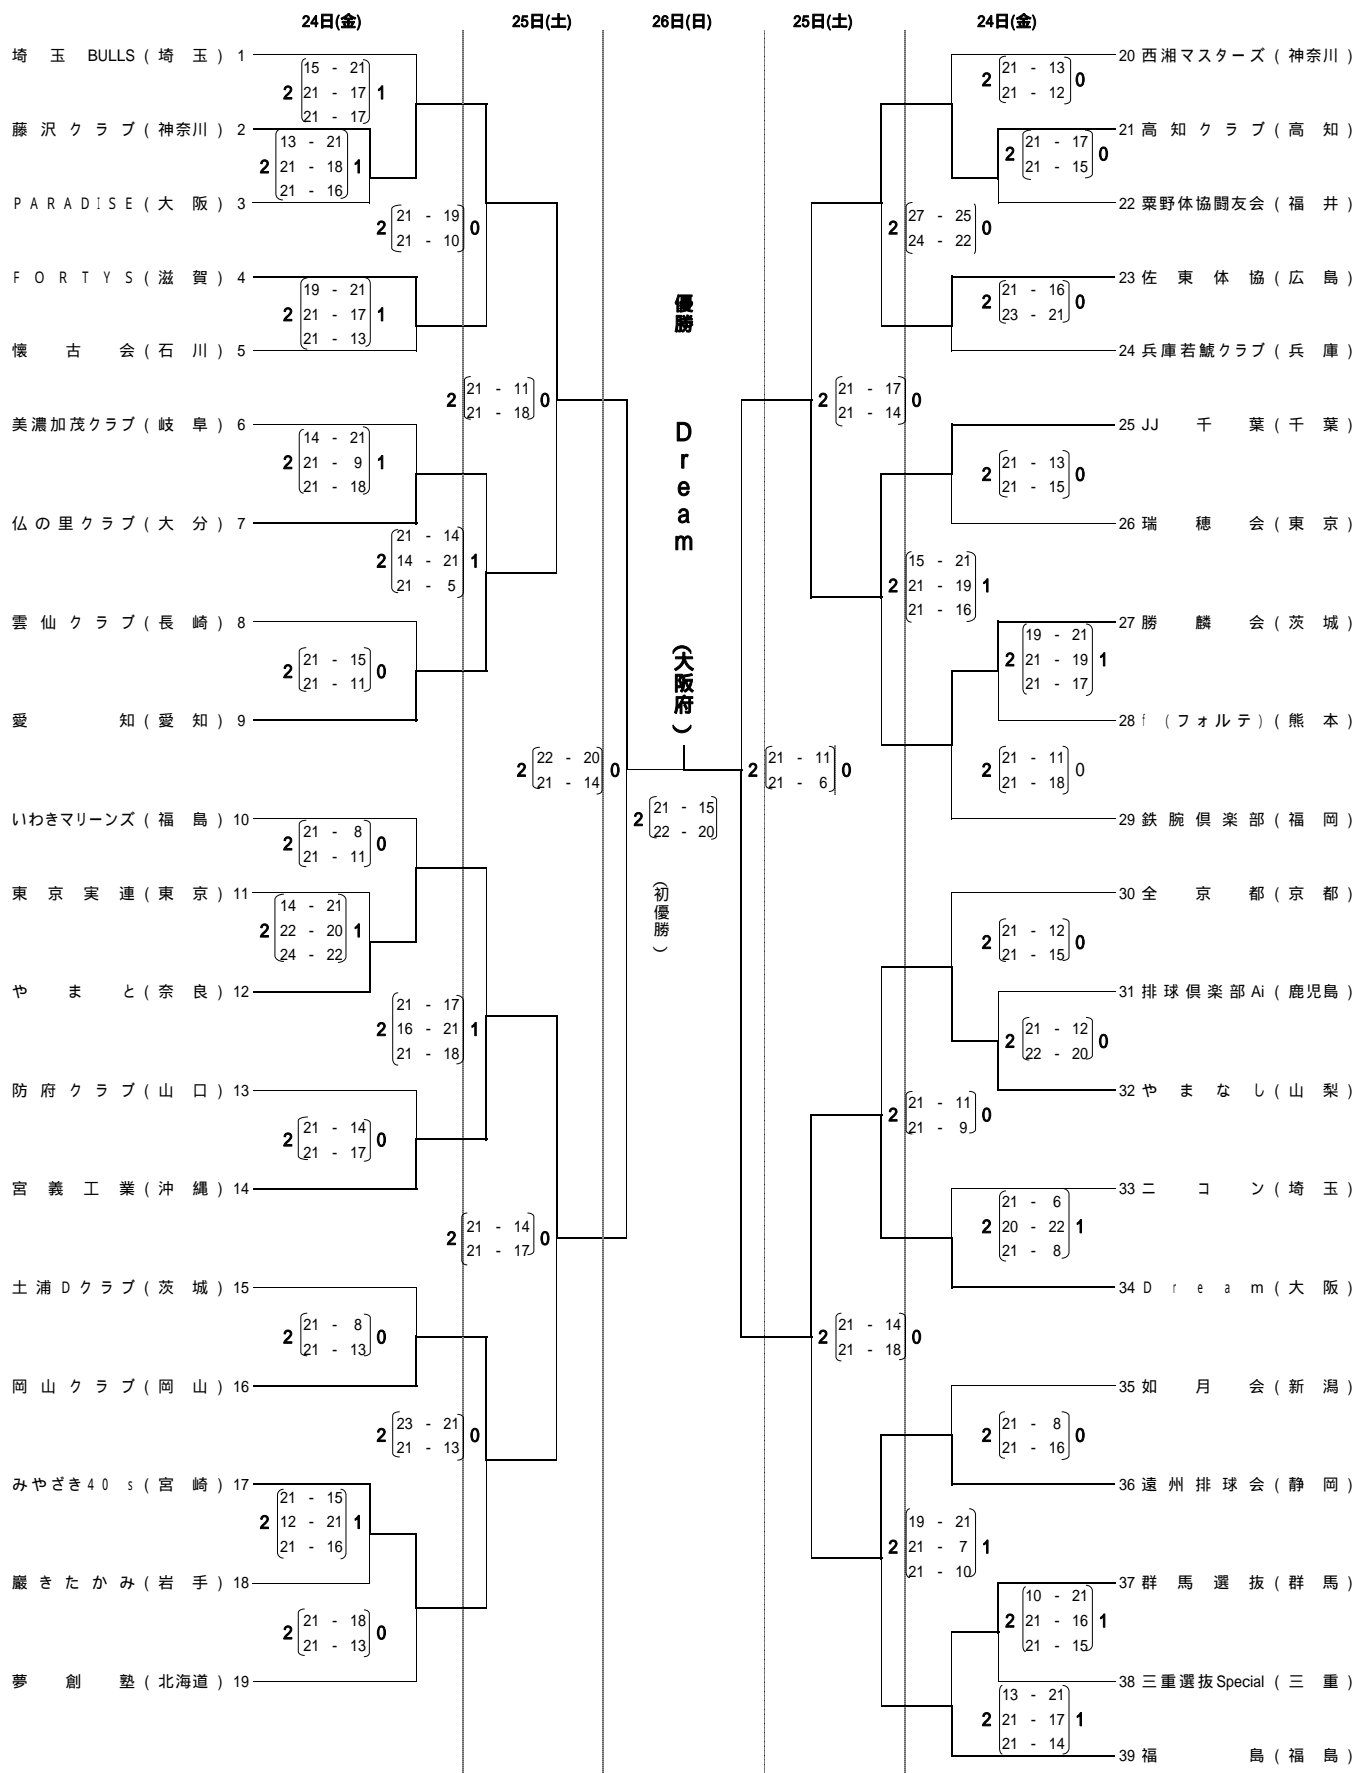 24日(金) 25日(土) 26日(日) 25日(土) 24日(金)
埼玉 BULLS (埼玉) 1
2 15 - 21 1
21 - 17
21 - 17
藤沢クラブ (神奈川) 2
2 13 - 21 1
21 - 18
21 - 16
PARADISE (大阪) 3
2 21 - 19 0
21 - 10
FORTYS (滋賀) 4
2 19 - 21 1
21 - 17
21 - 13
懐古会 (石川) 5
2 21 - 11 0
21 - 18
美濃加茂クラブ (岐阜) 6
2 14 - 21 1
21 - 9
21 - 18
仏の里クラブ (大分) 7
2 21 - 14 1
14 - 21
21 - 5
雲仙クラブ (長崎) 8
2 21 - 15 0
21 - 11
愛知 (愛知) 9
2 22 - 20 0
21 - 14
いわきマリーンズ (福島) 10
2 21 - 8 0
21 - 11
東京実連 (東京) 11
2 14 - 21 1
22 - 20
24 - 22
やまと (奈良) 12
2 21 - 17 1
16 - 21
21 - 18
防府クラブ (山口) 13
2 21 - 14 0
21 - 17
宮義工業 (沖縄) 14
2 21 - 14 0
21 - 17
土浦Dクラブ (茨城) 15
2 21 - 8 0
21 - 13
岡山クラブ (岡山) 16
2 23 - 21 0
21 - 13
みやざき40s (宮崎) 17
2 21 - 15 1
12 - 21
21 - 16
巌きたかみ (岩手) 18
2 21 - 18 0
21 - 13
夢創塾 (北海道) 19
優勝
Dream
(大阪府)
2 21 - 15
22 - 20
(初優勝)
20 西湘マスターズ (神奈川)
2 21 - 13 0
21 - 12
21 高知クラブ (高知)
2 21 - 17 0
21 - 15
22 粟野体協闘友会 (福井)
2 27 - 25 0
24 - 22
23 佐東体協 (広島)
2 21 - 16 0
23 - 21
24 兵庫若鯱クラブ (兵庫)
2 21 - 17 0
21 - 14
25 JJ千葉 (千葉)
2 21 - 13 0
21 - 15
26 瑞穂会 (東京)
2 15 - 21 1
21 - 19
21 - 16
27 勝麟会 (茨城)
2 19 - 21 1
21 - 19
21 - 17
28 f (フォルテ) (熊本)
2 21 - 11 0
21 - 18
29 鉄腕倶楽部 (福岡)
2 21 - 11 0
21 - 6
30 全京都 (京都)
2 21 - 12 0
21 - 15
31 排球倶楽部Ai (鹿児島)
2 21 - 12 0
22 - 20
32 やまなし (山梨)
2 21 - 11 0
21 - 9
33 ニコン (埼玉)
2 21 - 6 1
20 - 22
21 - 8
34 Dream (大阪)
2 21 - 14 0
21 - 18
35 如月会 (新潟)
2 21 - 8 0
21 - 16
36 遠州排球会 (静岡)
2 19 - 21 1
21 - 7
21 - 10
37 群馬選抜 (群馬)
2 10 - 21 1
21 - 16
21 - 15
38 三重選抜Special (三重)
2 13 - 21 1
21 - 17
21 - 14
39 福島 (福島)